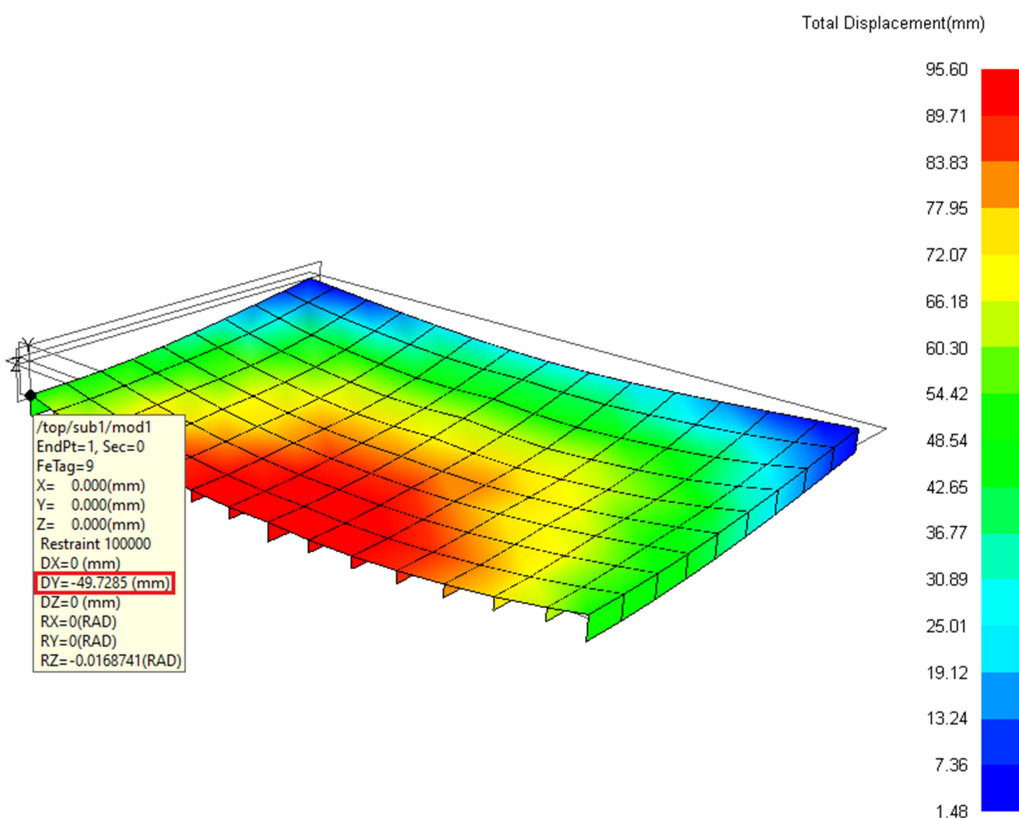 Total Displacement(mm)
95.60
89.71
83.83
77.95
72.07
66.18
60.30
54.42
48.54
42.65
36.77
30.89
25.01
19.12
13.24
7.36
1.48
Y
Z
/top/sub1/mod1
EndPt=1, Sec=0
FeTag=9
X= 0.000(mm)
Y= 0.000(mm)
Z= 0.000(mm)
Restraint 100000
DX=0 (mm)
DY=-49.7285 (mm)
DZ=0 (mm)
RX=0(RAD)
RY=0(RAD)
RZ=-0.0168741(RAD)